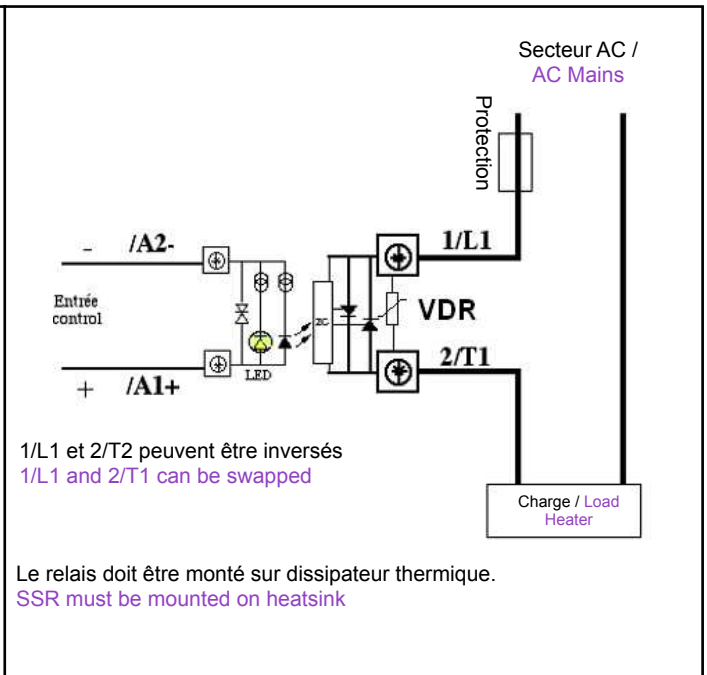 Secteur AC /
AC Mains
Protection
- /A2-
1/L1
Entrée
control
ZC
VDR
LED
+ /A1+
2/T1
1/L1 et 2/T2 peuvent être inversés
1/L1 and 2/T1 can be swapped
Charge / Load
Heater
Le relais doit être monté sur dissipateur thermique.
SSR must be mounted on heatsink